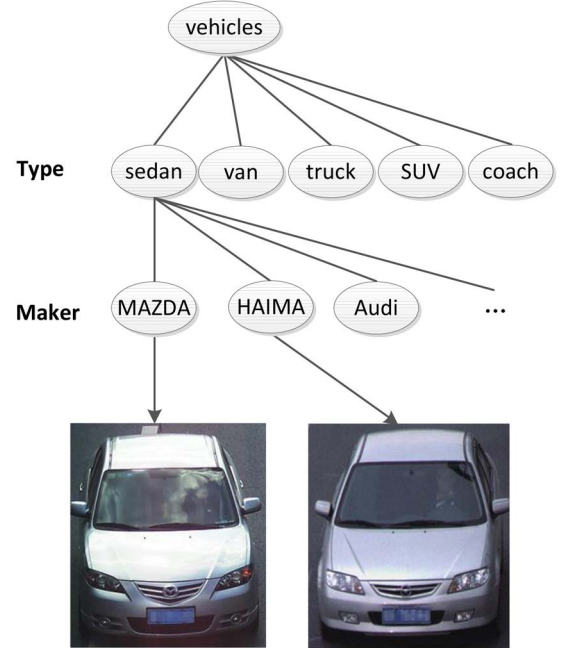 vehicles
Type
sedan van truck SUV coach
Maker
MAZDA HAIMA Audi ...